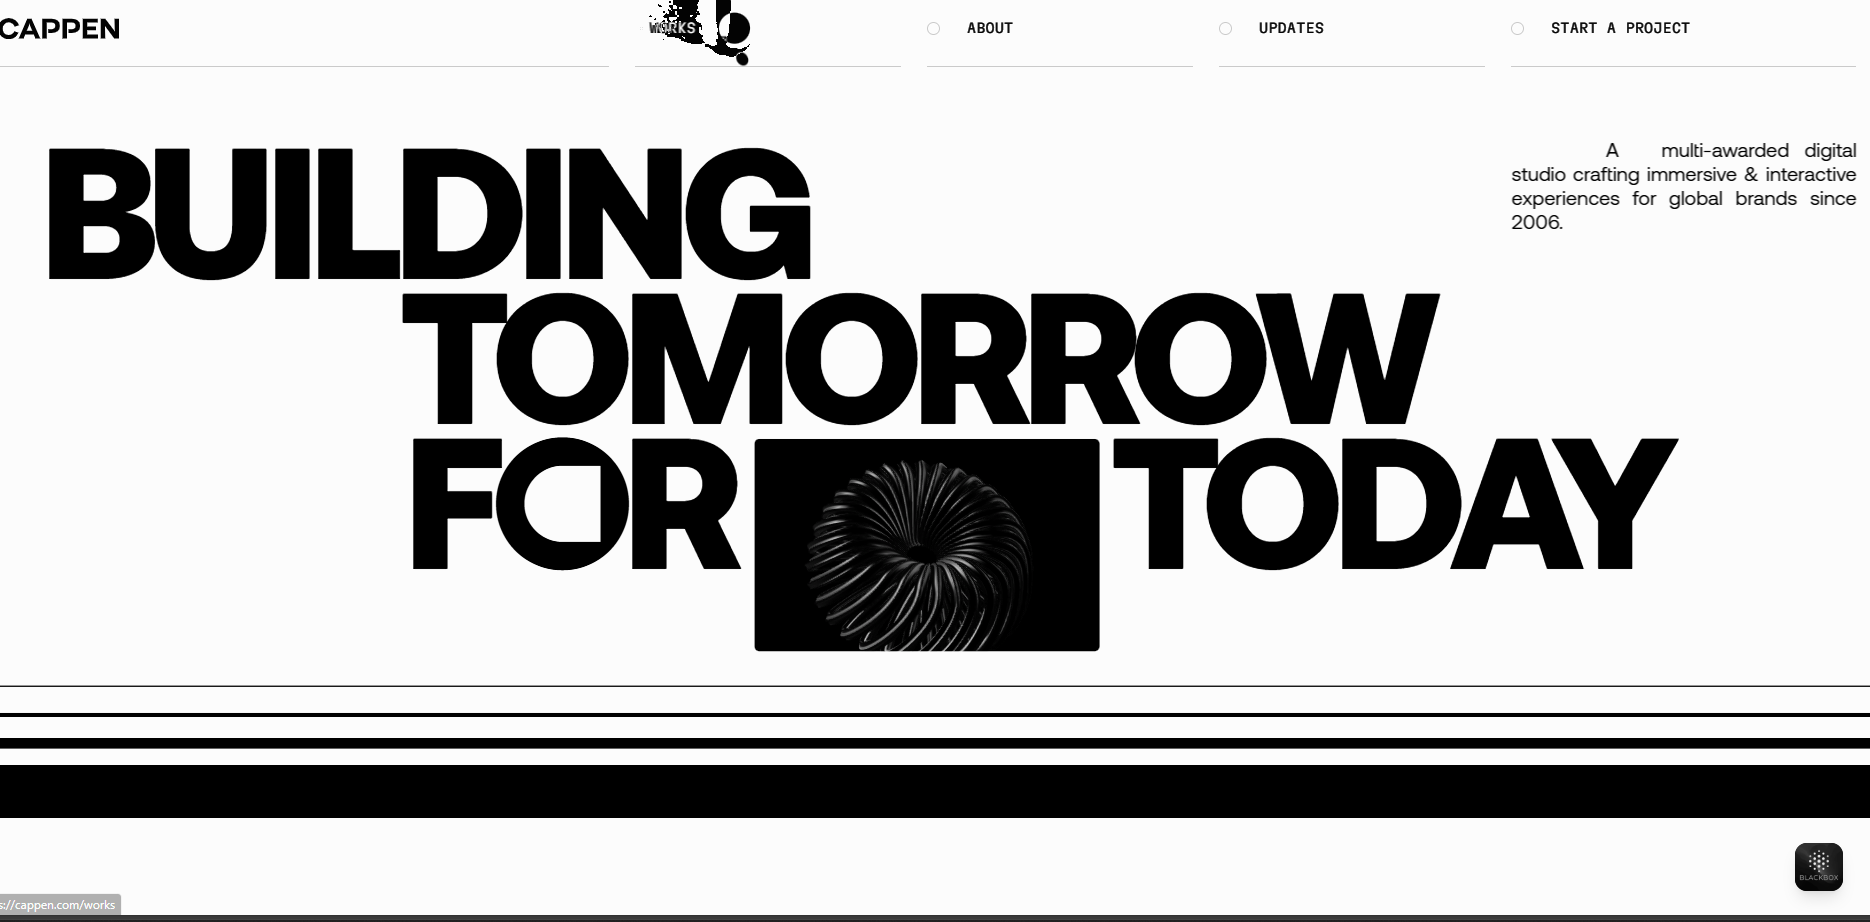 CAPPEN
WORKS
ABOUT
UPDATES
START A PROJECT
A multi-awarded digital
studio crafting immersive & interactive
experiences for global brands since
2006.
BUILDING
TOMORROW
FOR TODAY
BLACKBOX
s://cappen.com/works